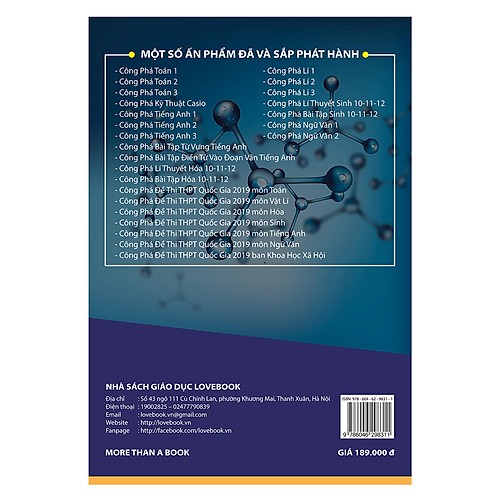 MỘT SỐ ẤN PHẨM ĐÃ VÀ SẮP PHÁT HÀNH
- Công Phá Toán 1
- Công Phá Toán 2
- Công Phá Toán 3
- Công Phá Kỹ Thuật Casio
- Công Phá Tiếng Anh 1
- Công Phá Tiếng Anh 2
- Công Phá Tiếng Anh 3
- Công Phá Bài Tập Từ Vựng Tiếng Anh
- Công Phá Bài Tập Điền Từ Vào Đoạn Văn Tiếng Anh
- Công Phá Lí Thuyết Hóa 10-11-12
- Công Phá Bài Tập Hóa 10-11-12
- Công Phá Đề Thi THPT Quốc Gia 2019 môn Toán
- Công Phá Đề Thi THPT Quốc Gia 2019 môn Vật Lí
- Công Phá Đề Thi THPT Quốc Gia 2019 môn Hóa
- Công Phá Đề Thi THPT Quốc Gia 2019 môn Sinh
- Công Phá Đề Thi THPT Quốc Gia 2019 môn Tiếng Anh
- Công Phá Đề Thi THPT Quốc Gia 2019 môn Ngữ Văn
- Công Phá Đề Thi THPT Quốc Gia 2019 ban Khoa Học Xã Hội
- Công Phá Lí 1
- Công Phá Lí 2
- Công Phá Lí 3
- Công Phá Lí Thuyết Sinh 10-11-12
- Công Phá Bài Tập Sinh 10-11-12
- Công Phá Ngữ Văn 1
- Công Phá Ngữ Văn 2
NHÀ SÁCH GIÁO DỤC LOVEBOOK
Địa chỉ : Số 43 ngõ 111 Cù Chính Lan, phường Khương Mai, Thanh Xuân, Hà Nội
Điện thoại : 19002825 – 02477790839
Email : lovebook.vn@gmail.com
Website : http://lovebook.vn
Fanpage : http://facebook.com/lovebook.vn
MORE THAN A BOOK
ISBN: 978 - 604 - 62 - 9831 - 1
9 786046 298311
GIÁ 189.000 đ